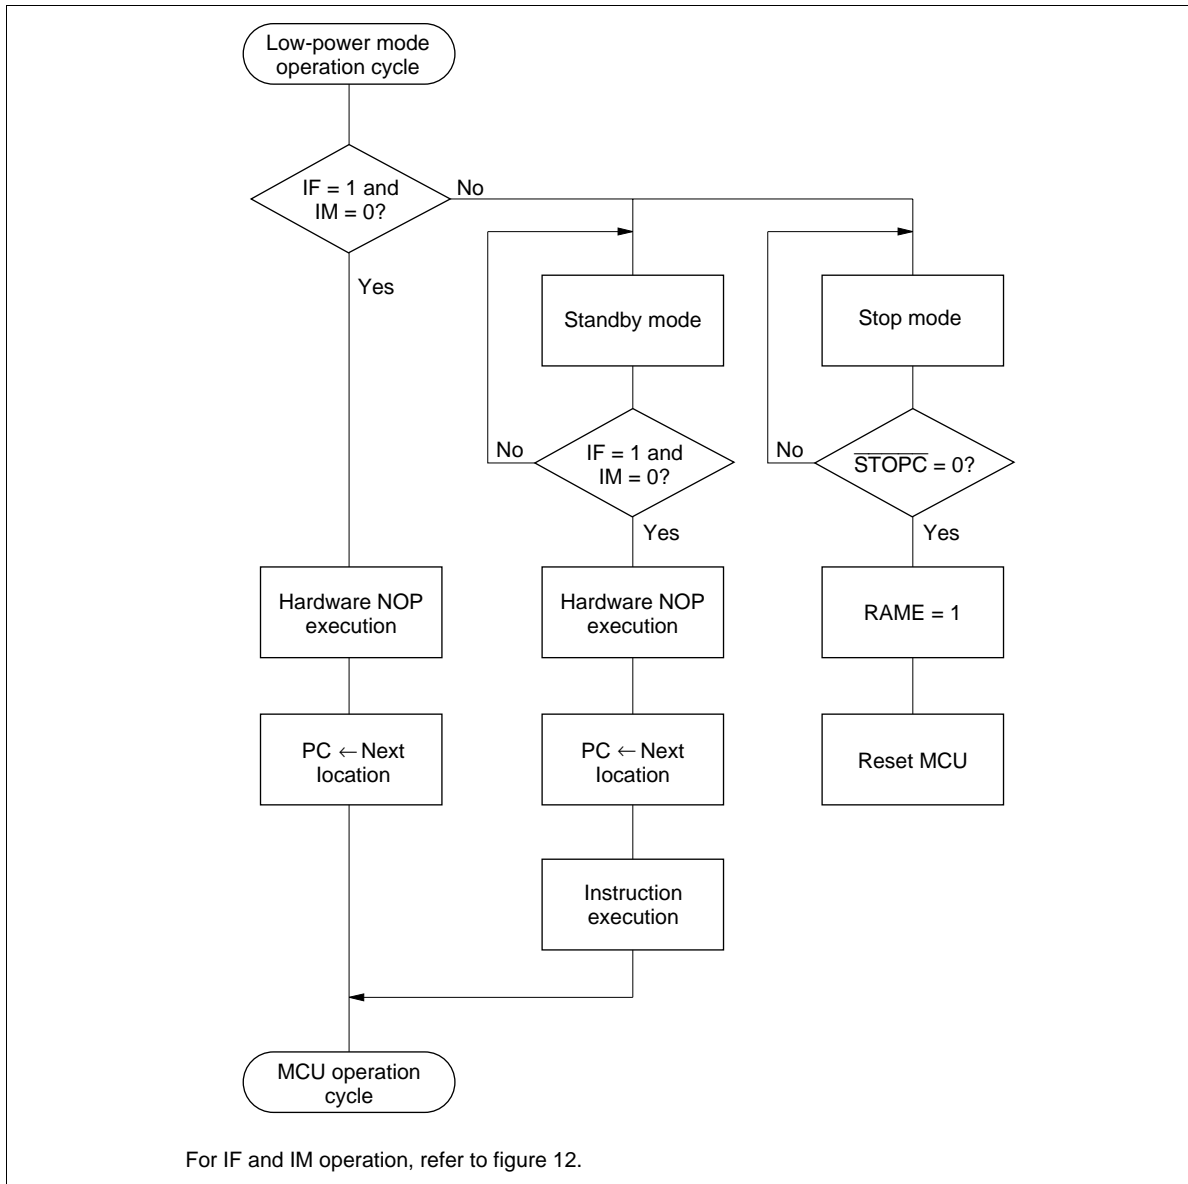 Low-power mode
operation cycle
IF = 1 and
IM = 0?
No
Yes
Standby mode
Stop mode
No
IF = 1 and
IM = 0?
Yes
No
S̅T̅O̅P̅C̅ = 0?
Yes
Hardware NOP
execution
Hardware NOP
execution
RAME = 1
PC ← Next
location
PC ← Next
location
Reset MCU
Instruction
execution
MCU operation
cycle
For IF and IM operation, refer to figure 12.